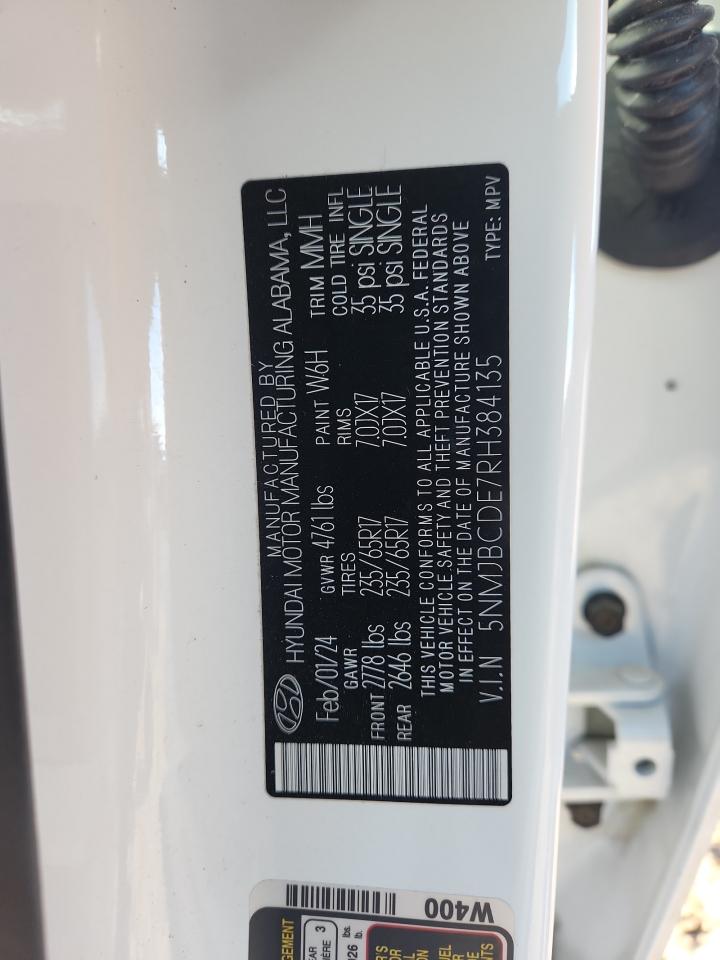 MANUFACTURED BY
HYUNDAI MOTOR MANUFACTURING ALABAMA, LLC
Feb/01/24 GVWR 4761 lbs PAINT W6H TRIM MMH
GAWR TIRES RIMS COLD TIRE INFL
FRONT 2778 lbs 235/65R17 7.0JX17 35 psi SINGLE
REAR 2646 lbs 235/65R17 7.0JX17 35 psi SINGLE
THIS VEHICLE CONFORMS TO ALL APPLICABLE U.S.A. FEDERAL
MOTOR VEHICLE SAFETY AND THEFT PREVENTION STANDARDS
IN EFFECT ON THE DATE OF MANUFACTURE SHOWN ABOVE
V.I.N 5NMJBCDE7RH384135 TYPE: MPV
W400
3
lbs.
lb.